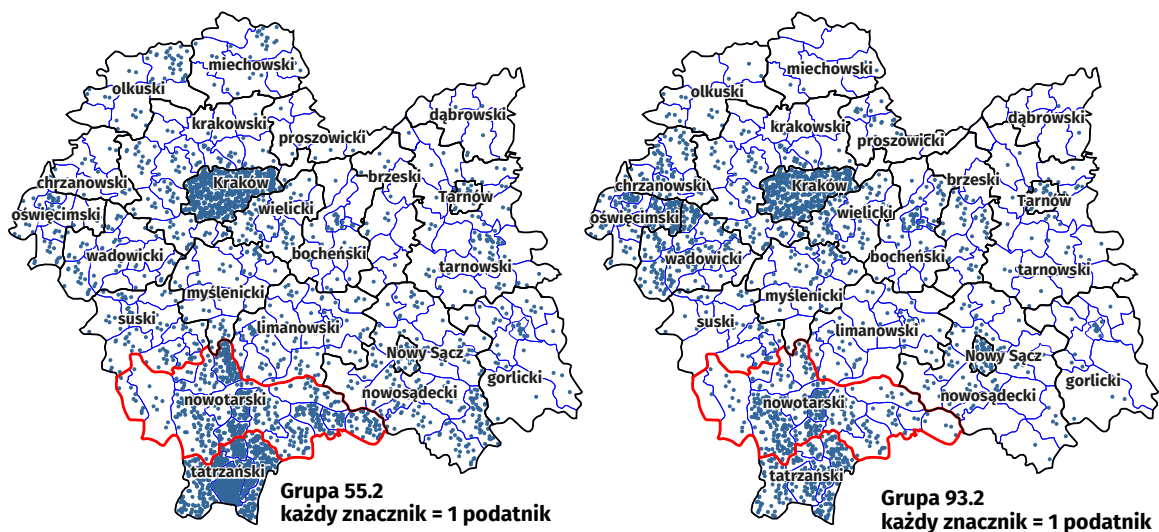 miechowski
olkuski
krakowski
proszowicki
dąbrowski
chrzanowski
Kraków
brzeski
Tarnów
oświęcimski
wielicki
wadowicki
bocheński
tarnowski
myślenicki
suski
limanowski
Nowy Sącz
gorlicki
nowotarski
nowosądecki
tatrzański
Grupa 55.2
każdy znacznik = 1 podatnik
miechowski
olkuski
krakowski
proszowicki
dąbrowski
chrzanowski
Kraków
brzeski
Tarnów
oświęcimski
wielicki
wadowicki
bocheński
tarnowski
myślenicki
suski
limanowski
Nowy Sącz
gorlicki
nowotarski
nowosądecki
tatrzański
Grupa 93.2
każdy znacznik = 1 podatnik